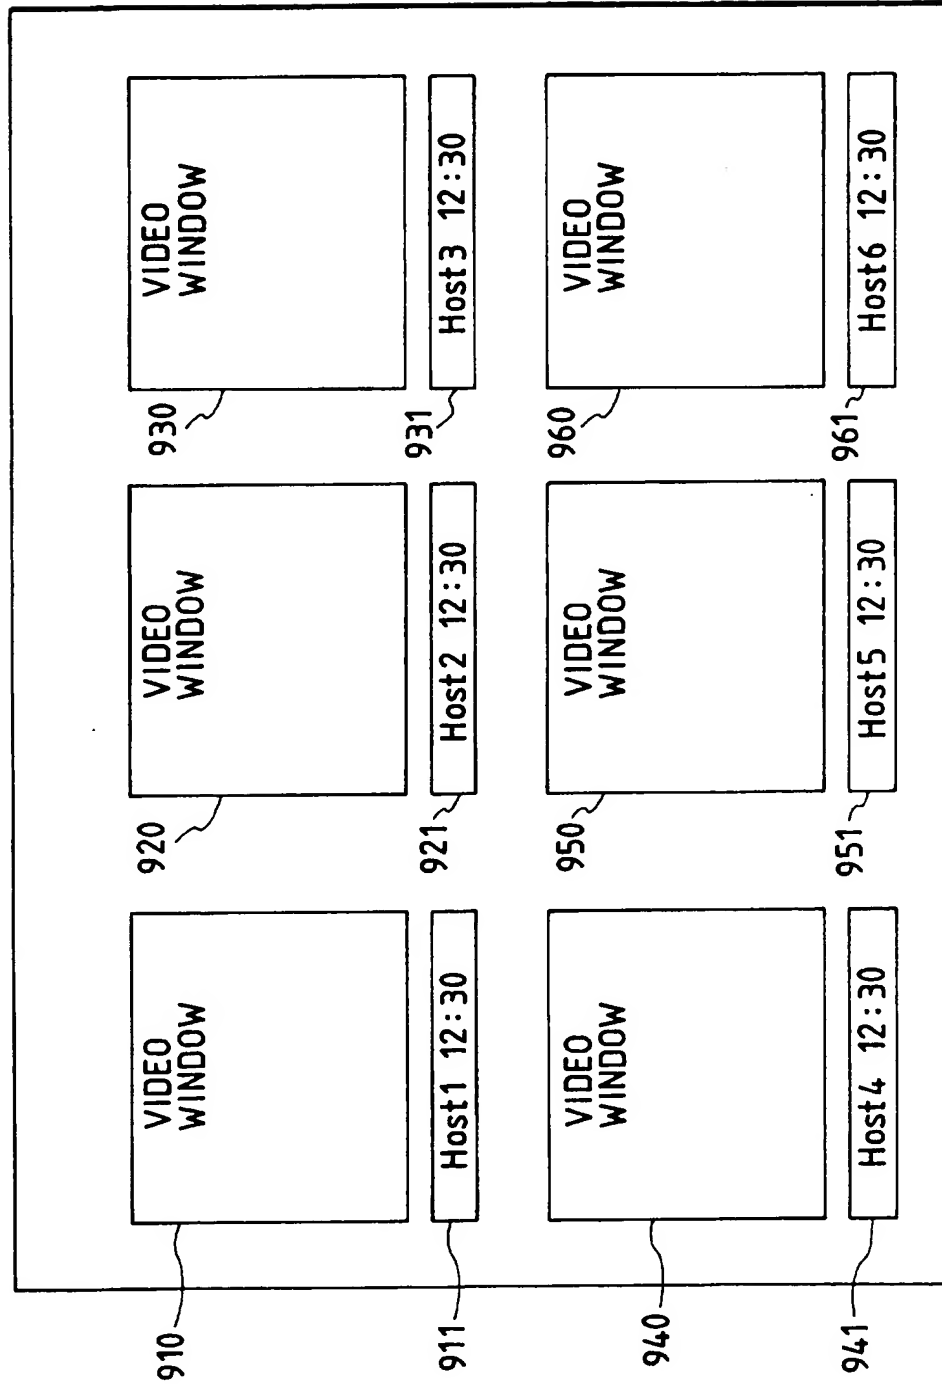 910
VIDEO
WINDOW
920
VIDEO
WINDOW
930
VIDEO
WINDOW
911
Host1 12:30
921
Host2 12:30
931
Host3 12:30
940
VIDEO
WINDOW
950
VIDEO
WINDOW
960
VIDEO
WINDOW
941
Host4 12:30
951
Host5 12:30
961
Host6 12:30